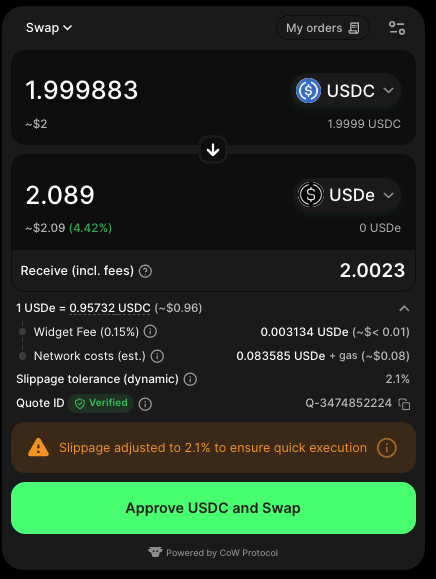 Swap My orders
1.999883 USDC
~$2 1.9999 USDC
2.089 USDe
~$2.09 (4.42%) 0 USDe
Receive (incl. fees) ? 2.0023
1 USDe = 0.95732 USDC (~$0.96)
Widget Fee (0.15%) 0.003134 USDe (~$< 0.01)
Network costs (est.) 0.083585 USDe + gas (~$0.08)
Slippage tolerance (dynamic) 2.1%
Quote ID Verified Q-3474852224
Slippage adjusted to 2.1% to ensure quick execution
Approve USDC and Swap
Powered by CoW Protocol